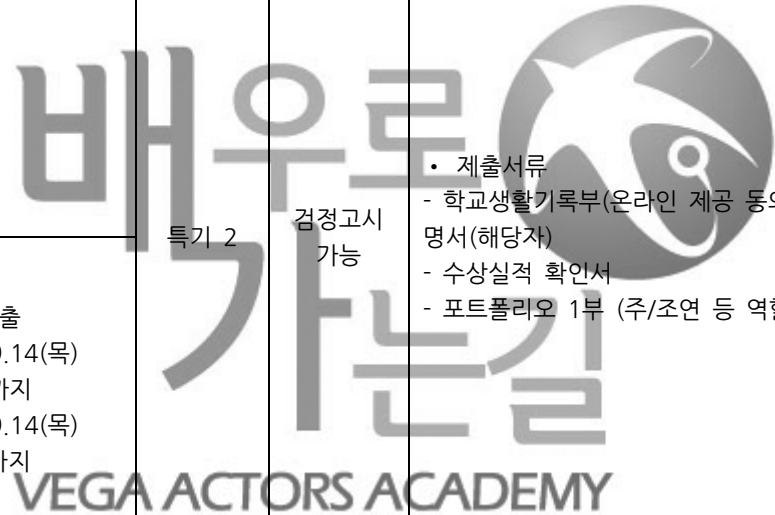 배우로
가는길
VEGA ACTORS ACADEMY
출
.14(목)
까지
.14(목)
까지
특기 2
검정고시
가능
• 제출서류
- 학교생활기록부(온라인 제공 동의
명서(해당자)
- 수상실적 확인서
- 포트폴리오 1부 (주/조연 등 역할